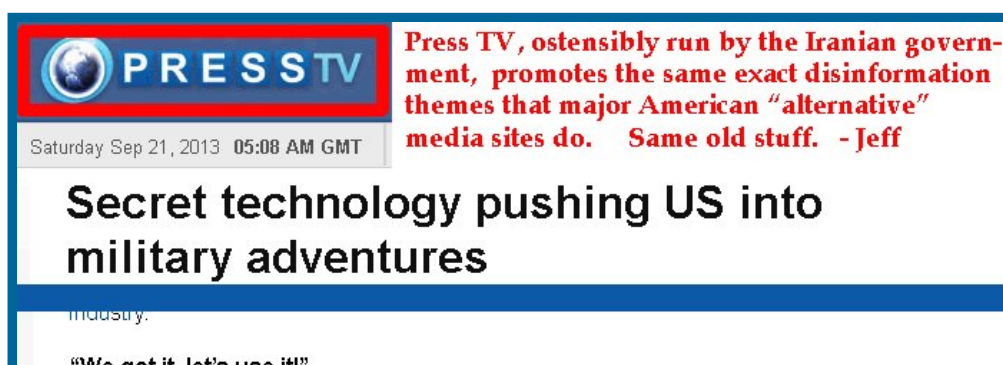 PRESSTV
Press TV, ostensibly run by the Iranian govern-
ment, promotes the same exact disinformation
themes that major American “alternative”
media sites do. Same old stuff. - Jeff
Saturday Sep 21, 2013 05:08 AM GMT
Secret technology pushing US into
military adventures
industry.
“We got it, let’s use it!”